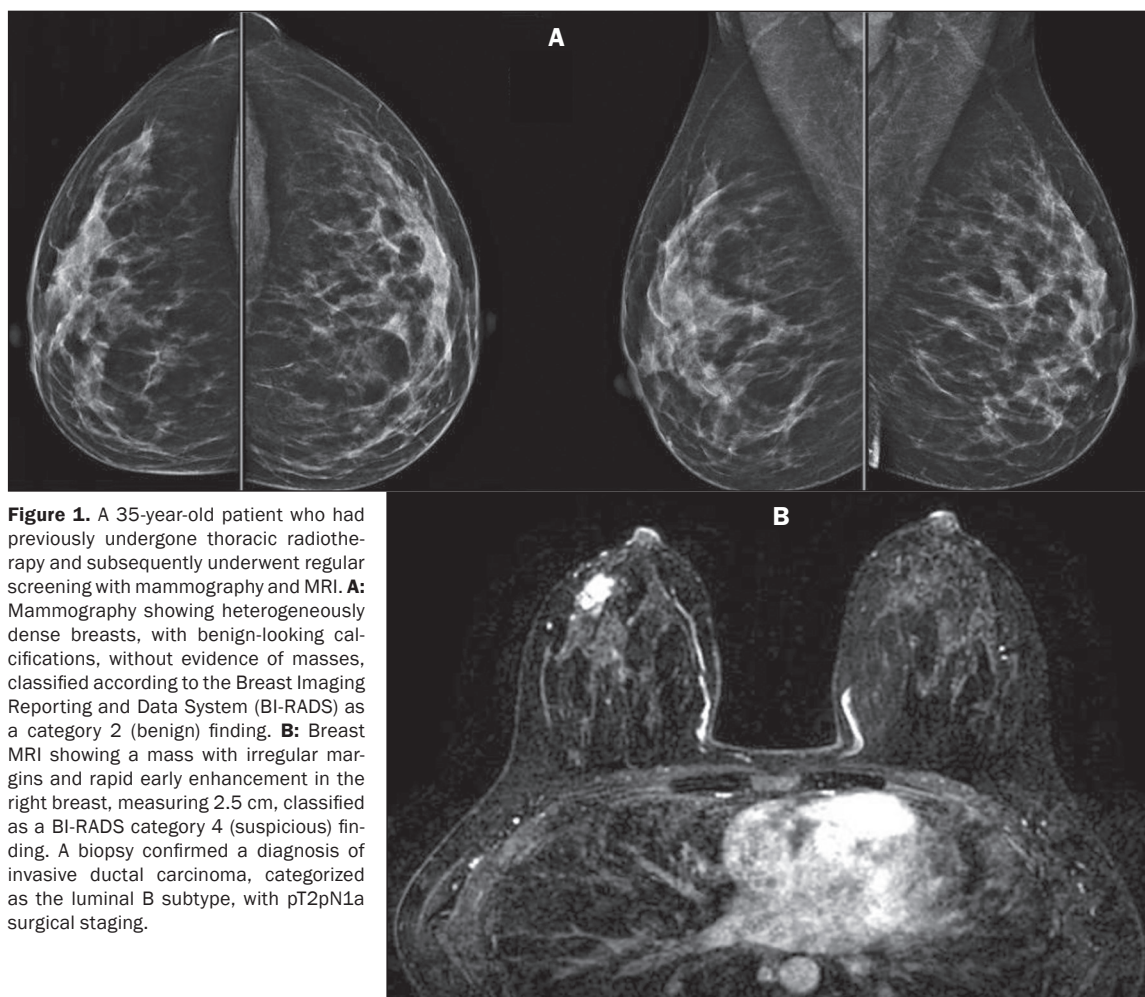 A
B
Figure 1. A 35-year-old patient who had
previously undergone thoracic radiothe-
rapy and subsequently underwent regular
screening with mammography and MRI. A:
Mammography showing heterogeneously
dense breasts, with benign-looking cal-
cifications, without evidence of masses,
classified according to the Breast Imaging
Reporting and Data System (BI-RADS) as
a category 2 (benign) finding. B: Breast
MRI showing a mass with irregular mar-
gins and rapid early enhancement in the
right breast, measuring 2.5 cm, classified
as a BI-RADS category 4 (suspicious) fin-
ding. A biopsy confirmed a diagnosis of
invasive ductal carcinoma, categorized
as the luminal B subtype, with pT2pN1a
surgical staging.